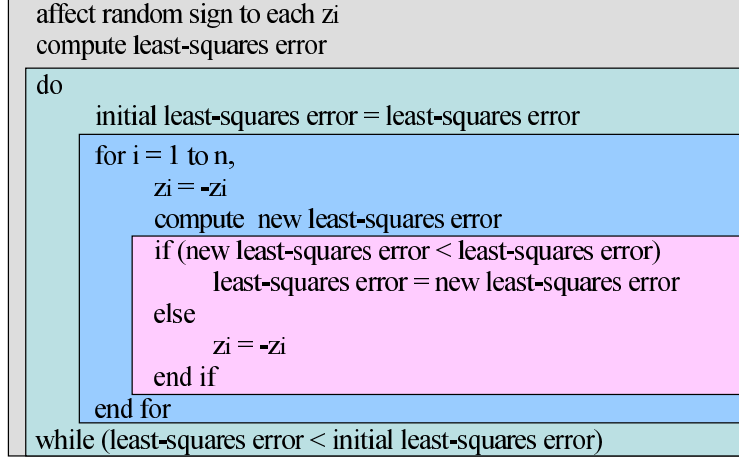 affect random sign to each zi
compute least-squares error
do
initial least-squares error = least-squares error
for i = 1 to n,
zi = -zi
compute new least-squares error
if (new least-squares error < least-squares error)
least-squares error = new least-squares error
else
zi = -zi
end if
end for
while (least-squares error < initial least-squares error)